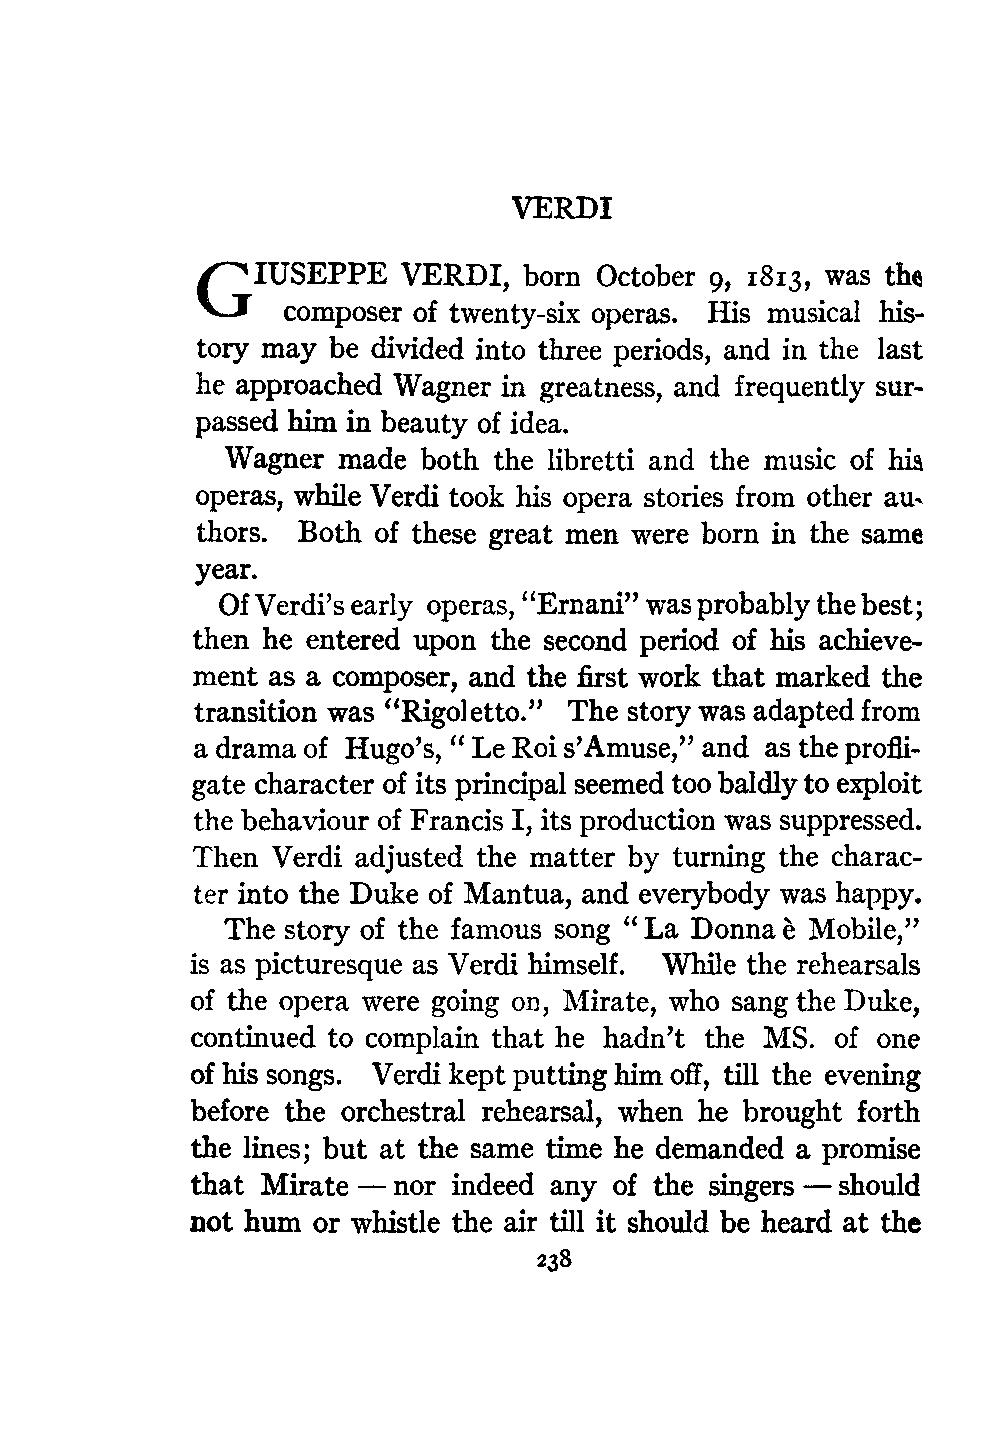 VERDI
GIUSEPPE VERDI, born October 9, 1813, was the
composer of twenty-six operas. His musical his-
tory may be divided into three periods, and in the last
he approached Wagner in greatness, and frequently sur-
passed him in beauty of idea.
Wagner made both the libretti and the music of his
operas, while Verdi took his opera stories from other au-
thors. Both of these great men were born in the same
year.
Of Verdi's early operas, "Ernani" was probably the best;
then he entered upon the second period of his achieve-
ment as a composer, and the first work that marked the
transition was "Rigoletto." The story was adapted from
a drama of Hugo's, "Le Roi s'Amuse," and as the profli-
gate character of its principal seemed too baldly to exploit
the behaviour of Francis I, its production was suppressed.
Then Verdi adjusted the matter by turning the charac-
ter into the Duke of Mantua, and everybody was happy.
The story of the famous song "La Donna è Mobile,"
is as picturesque as Verdi himself. While the rehearsals
of the opera were going on, Mirate, who sang the Duke,
continued to complain that he hadn't the MS. of one
of his songs. Verdi kept putting him off, till the evening
before the orchestral rehearsal, when he brought forth
the lines; but at the same time he demanded a promise
that Mirate — nor indeed any of the singers — should
not hum or whistle the air till it should be heard at the
238